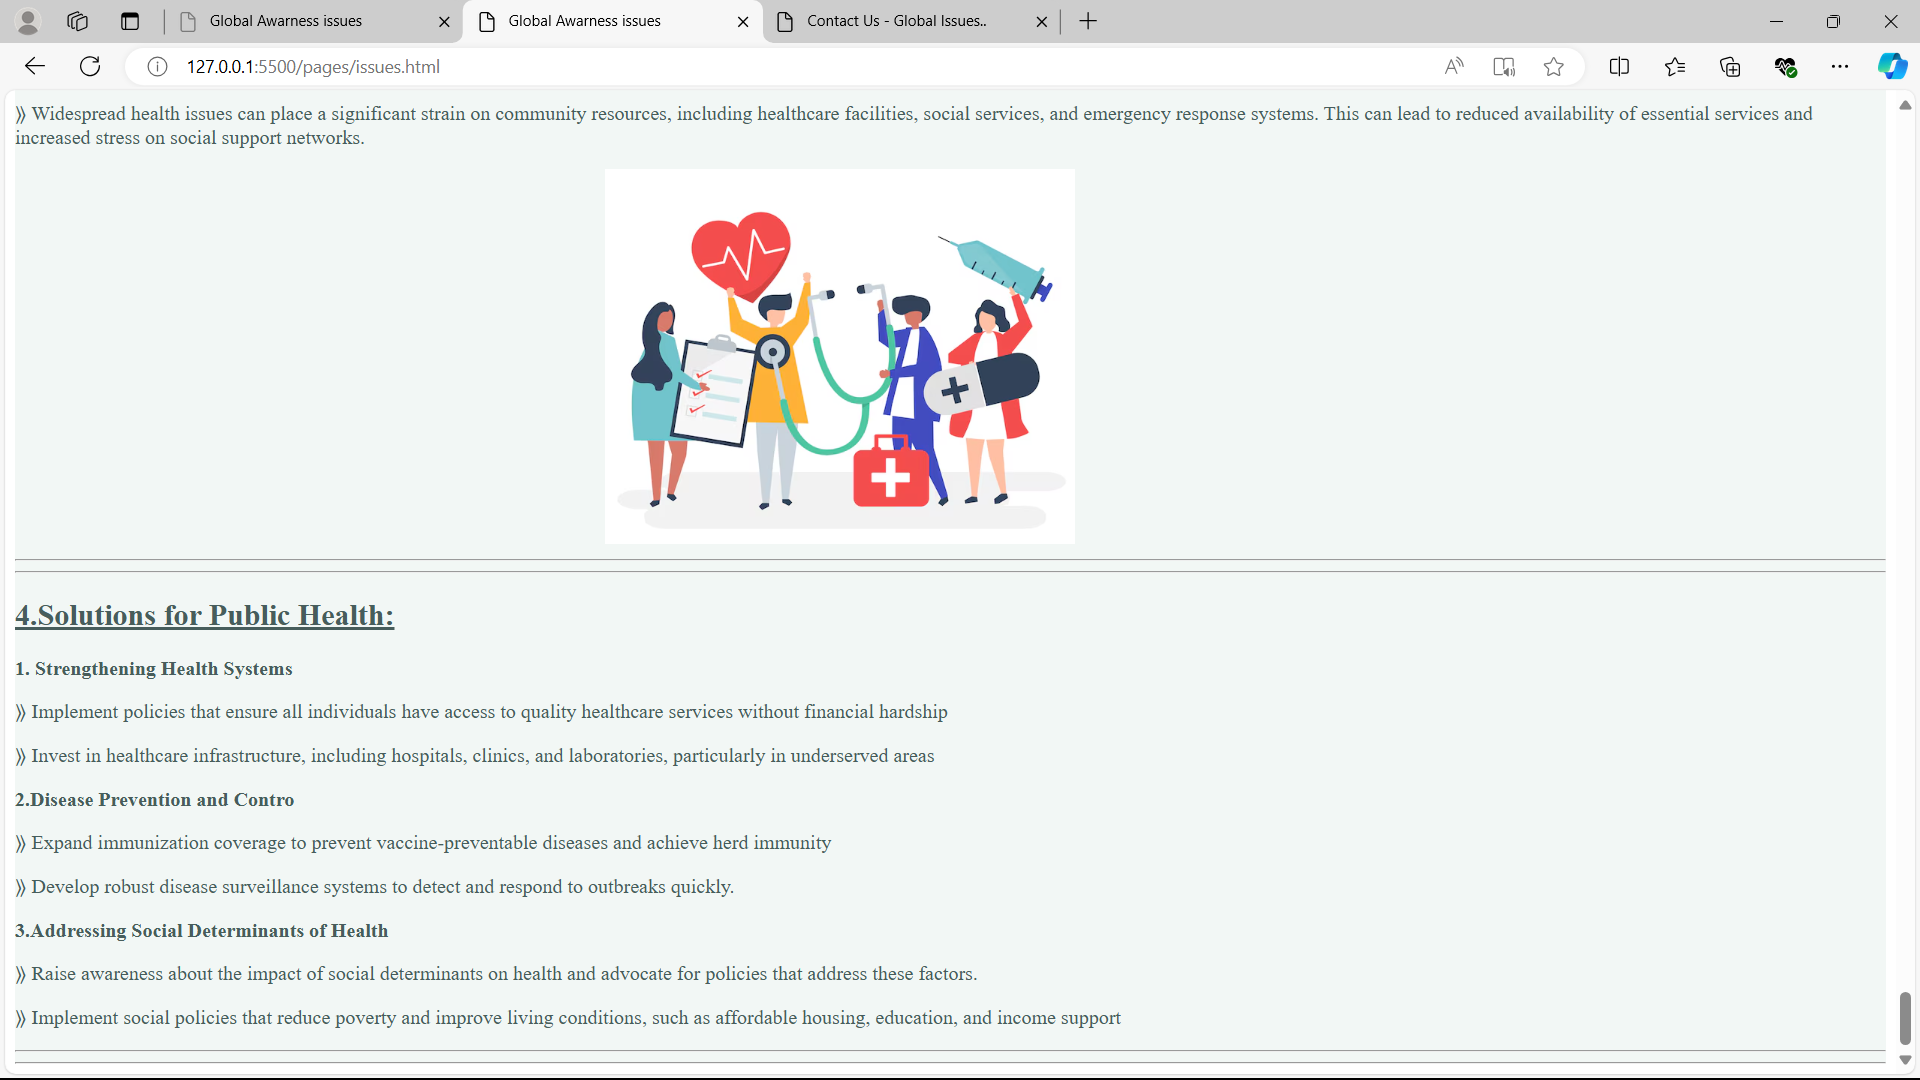 Global Awarness issues
Global Awarness issues
Contact Us - Global Issues..
127.0.0.1:5500/pages/issues.html
⟫ Widespread health issues can place a significant strain on community resources, including healthcare facilities, social services, and emergency response systems. This can lead to reduced availability of essential services and
increased stress on social support networks.
4.Solutions for Public Health:
1. Strengthening Health Systems
⟫ Implement policies that ensure all individuals have access to quality healthcare services without financial hardship
⟫ Invest in healthcare infrastructure, including hospitals, clinics, and laboratories, particularly in underserved areas
2.Disease Prevention and Contro
⟫ Expand immunization coverage to prevent vaccine-preventable diseases and achieve herd immunity
⟫ Develop robust disease surveillance systems to detect and respond to outbreaks quickly.
3.Addressing Social Determinants of Health
⟫ Raise awareness about the impact of social determinants on health and advocate for policies that address these factors.
⟫ Implement social policies that reduce poverty and improve living conditions, such as affordable housing, education, and income support